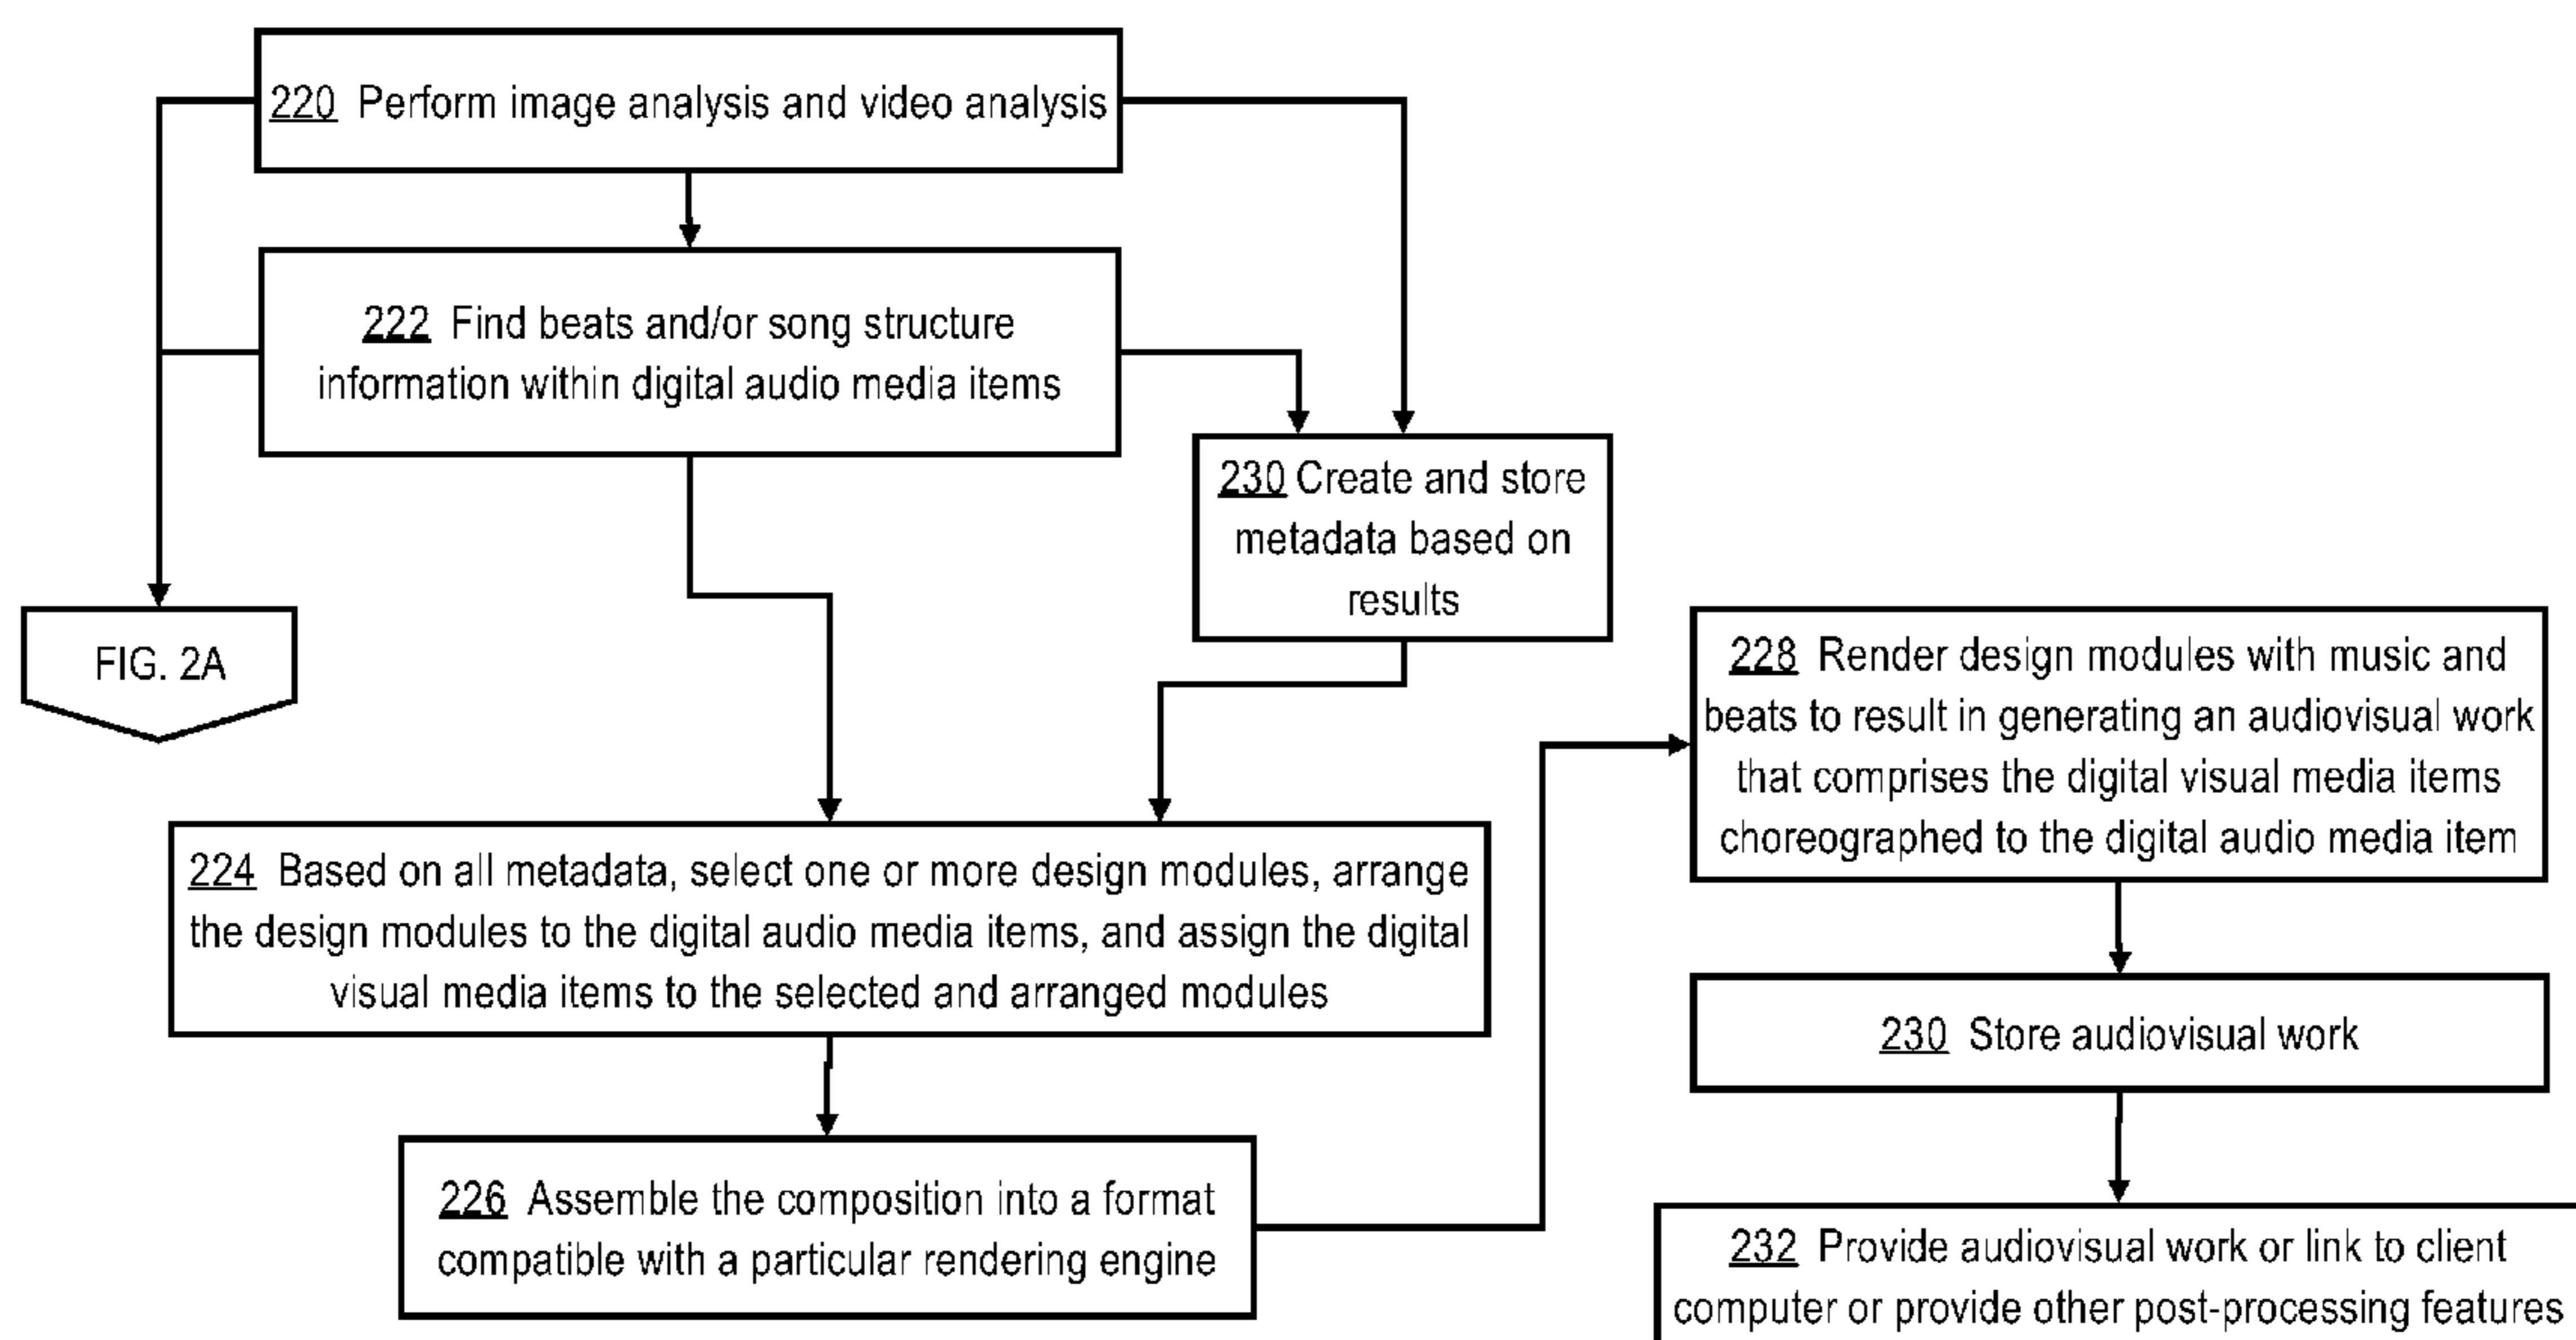 220 Perform image analysis and video analysis
222 Find beats and/or song structure
information within digital audio media items
230 Create and store
metadata based on
results
FIG. 2A
224 Based on all metadata, select one or more design modules, arrange
the design modules to the digital audio media items, and assign the digital
visual media items to the selected and arranged modules
226 Assemble the composition into a format
compatible with a particular rendering engine
228 Render design modules with music and
beats to result in generating an audiovisual work
that comprises the digital visual media items
choreographed to the digital audio media item
230 Store audiovisual work
232 Provide audiovisual work or link to client
computer or provide other post-processing features